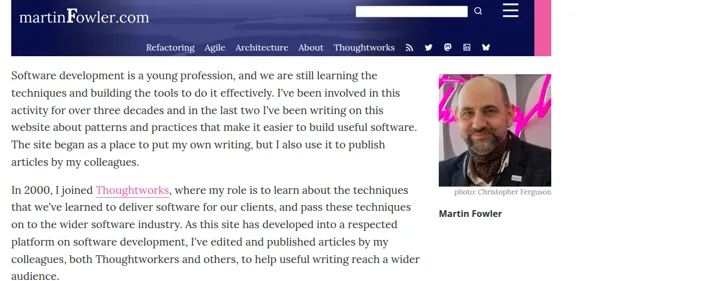 martinFowler.com
Refactoring Agile Architecture About Thoughtworks
Software development is a young profession, and we are still learning the
techniques and building the tools to do it effectively. I've been involved in this
activity for over three decades and in the last two I've been writing on this
website about patterns and practices that make it easier to build useful software.
The site began as a place to put my own writing, but I also use it to publish
articles by my colleagues.
In 2000, I joined Thoughtworks, where my role is to learn about the techniques
that we've learned to deliver software for our clients, and pass these techniques
on to the wider software industry. As this site has developed into a respected
platform on software development, I've edited and published articles by my
colleagues, both Thoughtworkers and others, to help useful writing reach a wider
audience.
photo: Christopher Ferguson
Martin Fowler